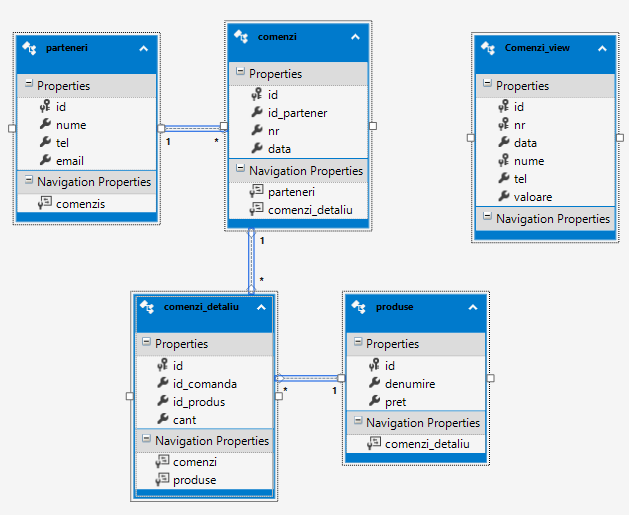 parteneri
Properties
id
nume
tel
email
Navigation Properties
comenzis
1
*
comenzi
Properties
id
id_partener
nr
data
Navigation Properties
parteneri
comenzi_detaliu
1
*
Comenzi_view
Properties
id
nr
data
nume
tel
valoare
Navigation Properties
comenzi_detaliu
Properties
id
id_comanda
id_produs
cant
Navigation Properties
comenzi
produse
*
1
produse
Properties
id
denumire
pret
Navigation Properties
comenzi_detaliu